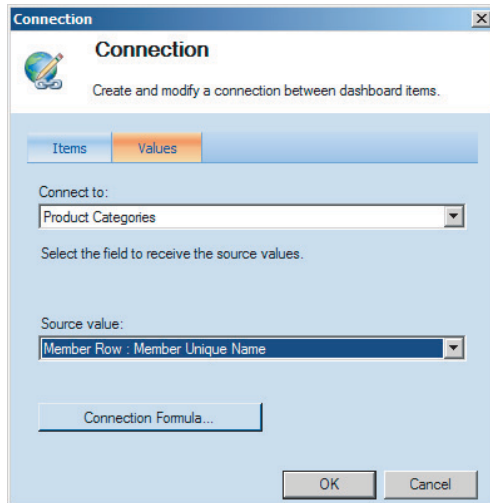 Connection
Connection
Create and modify a connection between dashboard items.
Items Values
Connect to:
Product Categories
Select the field to receive the source values.
Source value:
Member Row : Member Unique Name
Connection Formula...
OK Cancel